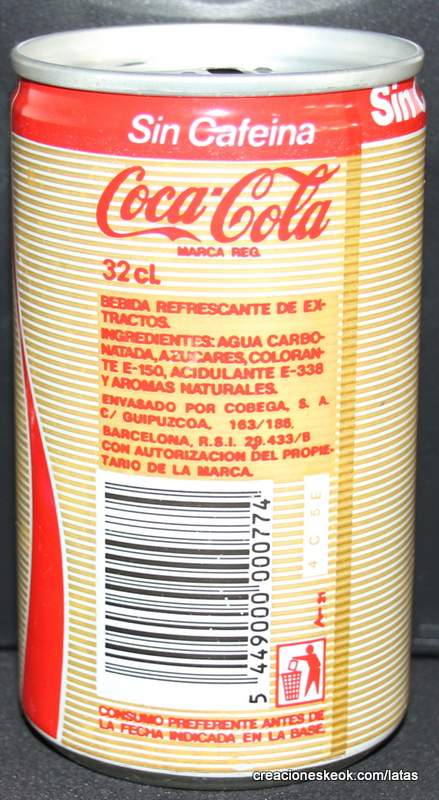 Sin Cafeina
Sin C
Coca-Cola
MARCA REG.
32 cL
BEBIDA REFRESCANTE DE EX-
TRACTOS.
INGREDIENTES: AGUA CARBO-
NATADA, AZUCARES, COLORAN-
TE E-150, ACIDULANTE E-338
Y AROMAS NATURALES.
ENVASADO POR COBEGA, S. A.
C/ GUIPUZCOA, 163/186,
BARCELONA, R.S.I. 29.433/B
CON AUTORIZACION DEL PROPIE-
TARIO DE LA MARCA.
5 449000 000774
4 C 5E
CONSUMO PREFERENTE ANTES DE
LA FECHA INDICADA EN LA BASE.
creacioneskeok.com/latas